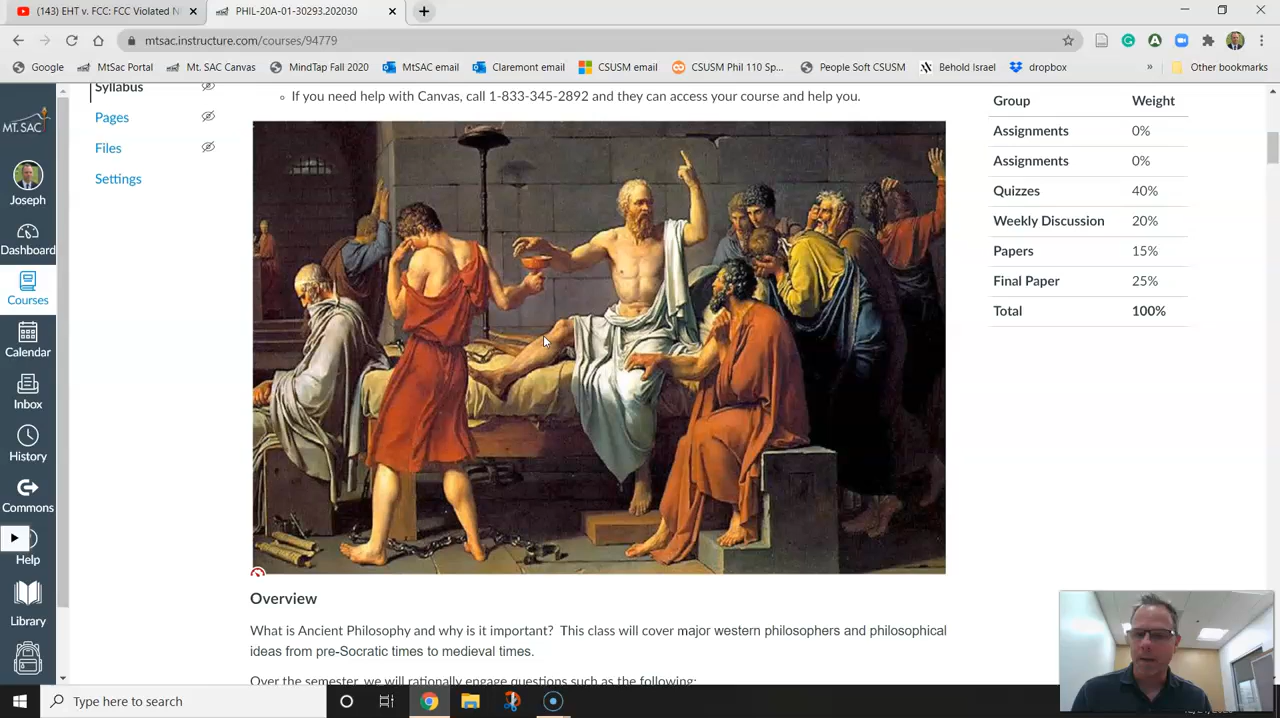 (143) EHT v. FCC: FCC Violated N
PHIL-20A-01-30293.202030
mtsac.instructure.com/courses/94779
Google
MtSac Portal
Mt. SAC Canvas
MindTap Fall 2020
MtSAC email
Claremont email
CSUSM email
CSUSM Phil 110 Sp...
People Soft CSUSM
Behold Israel
dropbox
»
Other bookmarks
MT. SAC
Joseph
Dashboard
Courses
Calendar
Inbox
History
Commons
Help
Library
Syllabus
Pages
Files
Settings
If you need help with Canvas, call 1-833-345-2892 and they can access your course and help you.
Overview
What is Ancient Philosophy and why is it important? This class will cover major western philosophers and philosophical
ideas from pre-Socratic times to medieval times.
Over the semester, we will rationally engage questions such as the following:
Group Weight
Assignments 0%
Assignments 0%
Quizzes 40%
Weekly Discussion 20%
Papers 15%
Final Paper 25%
Total 100%
Type here to search